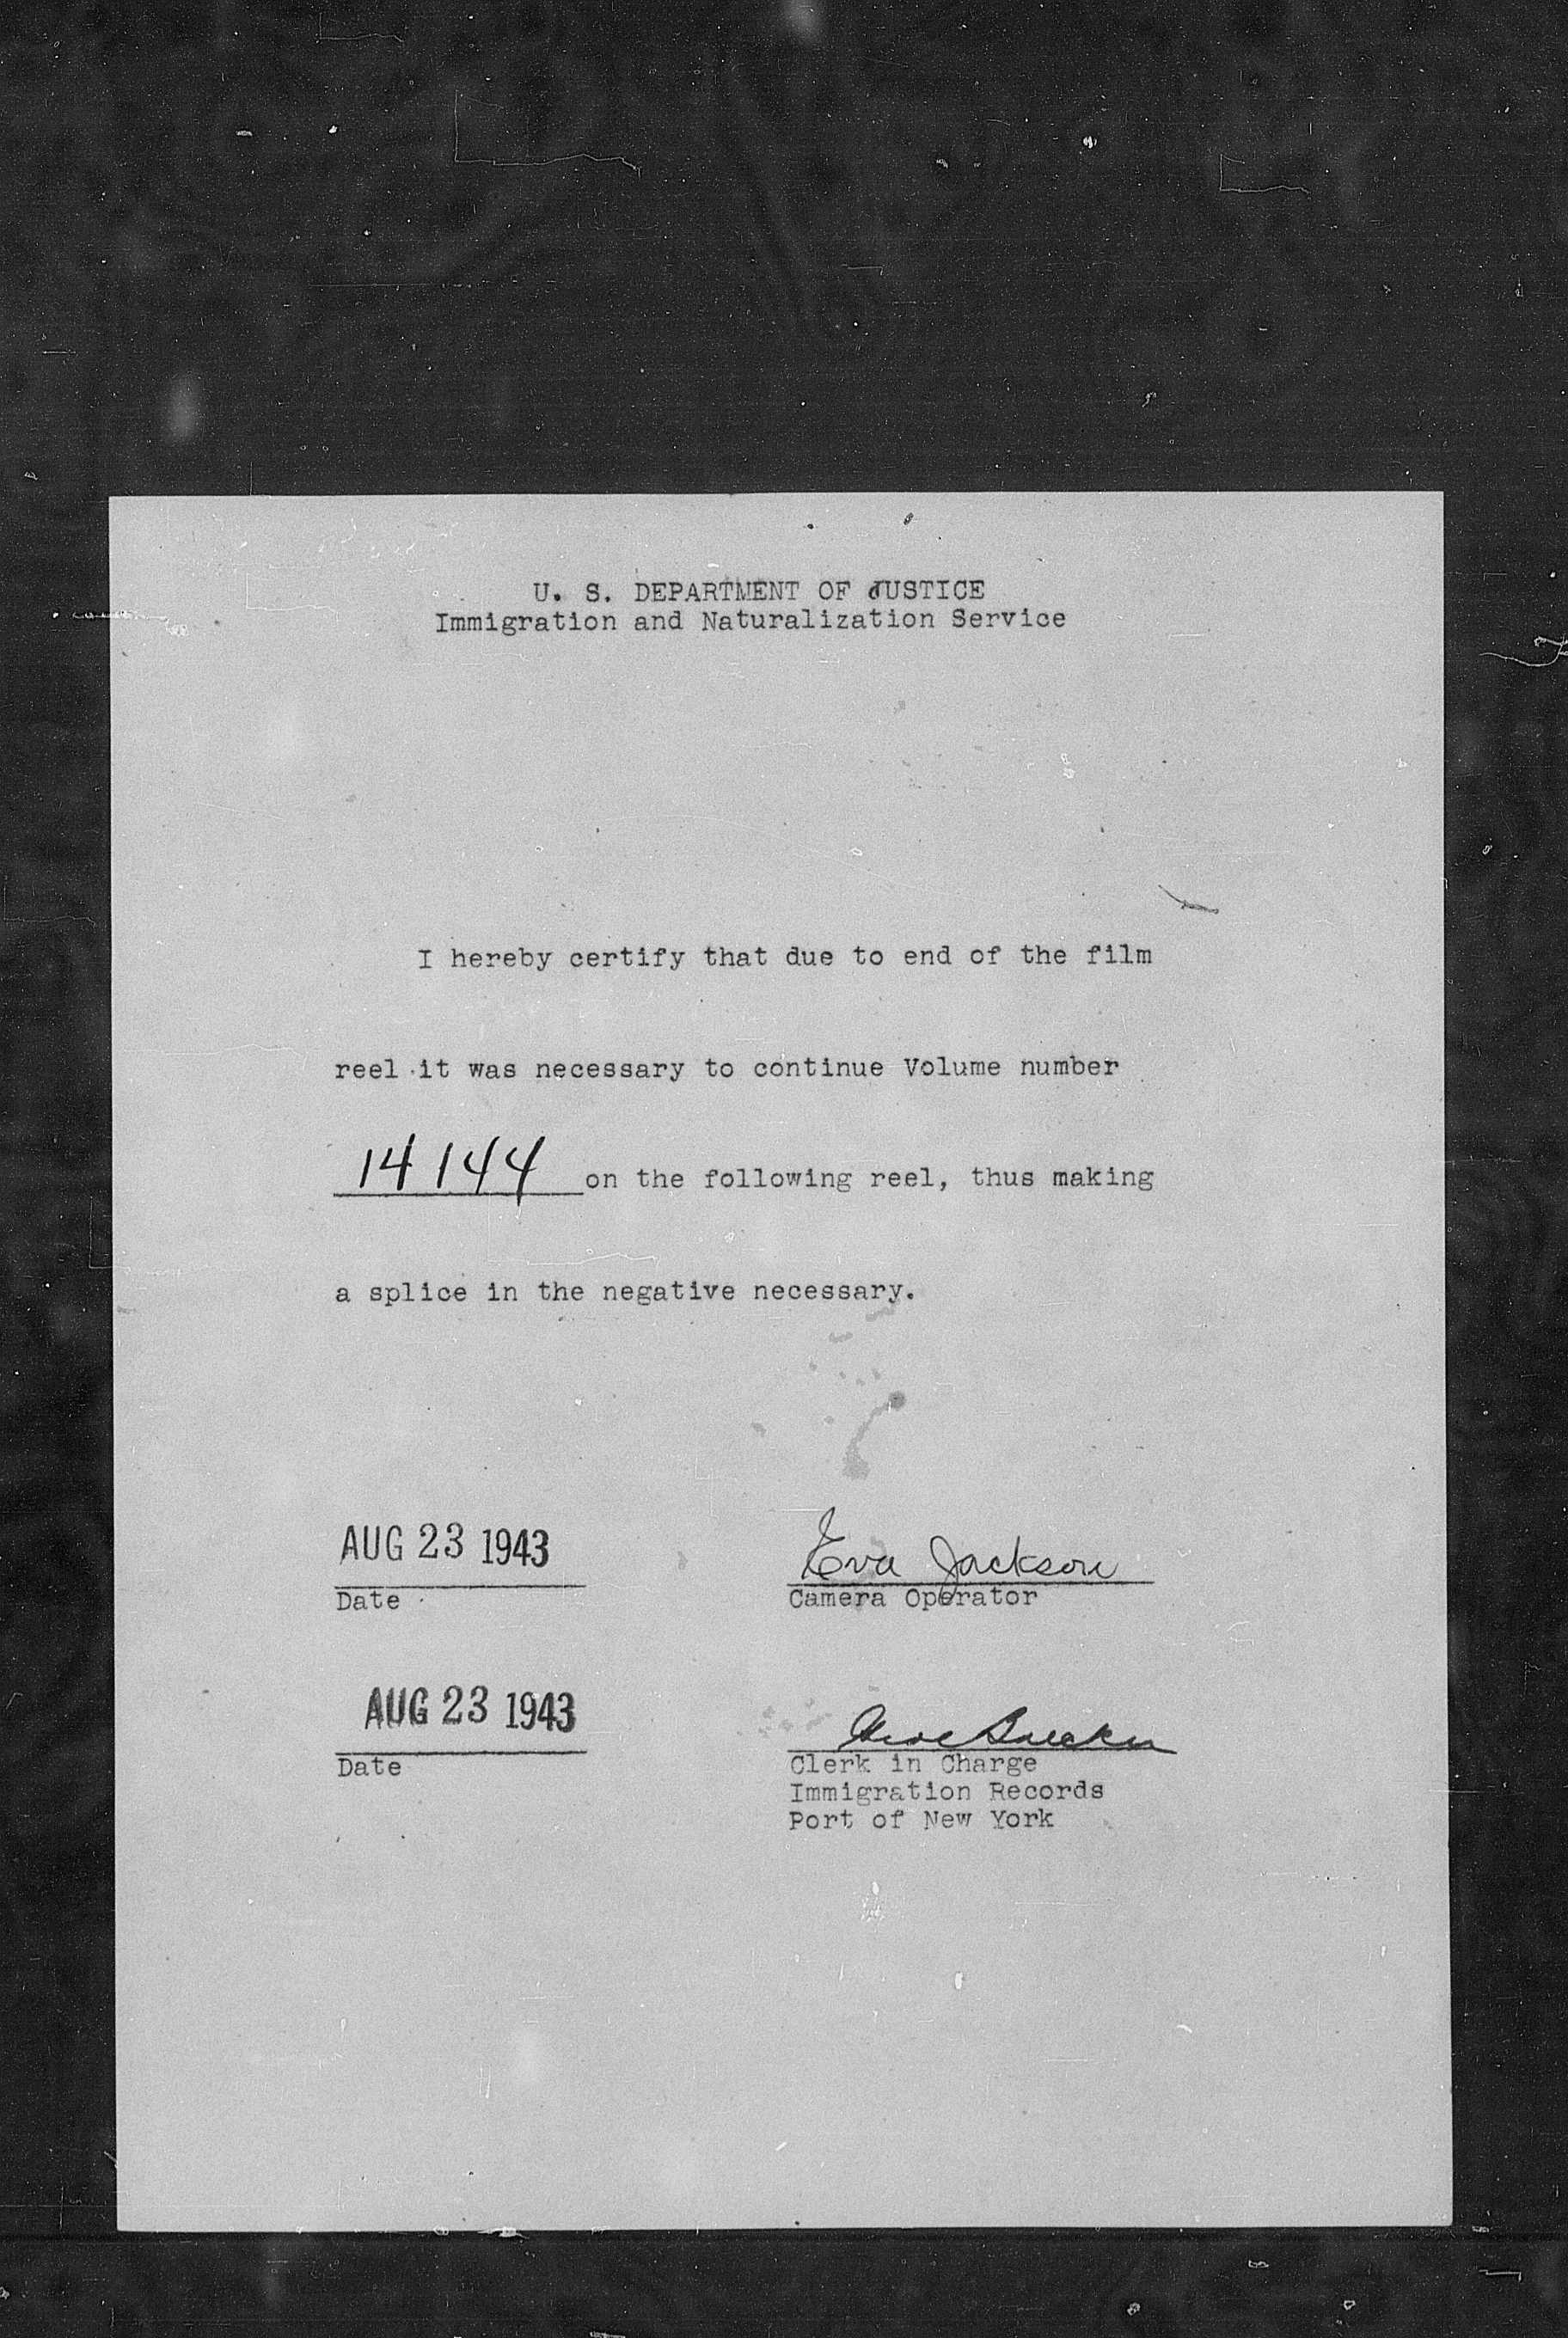 U. S. DEPARTMENT OF JUSTICE
Immigration and Naturalization Service
I hereby certify that due to end of the film
reel it was necessary to continue Volume number
14144 on the following reel, thus making
a splice in the negative necessary.
AUG 23 1943
Eva Jackson
Date
Camera Operator
AUG 23 1943
Date
Clerk in Charge
Immigration Records
Port of New York